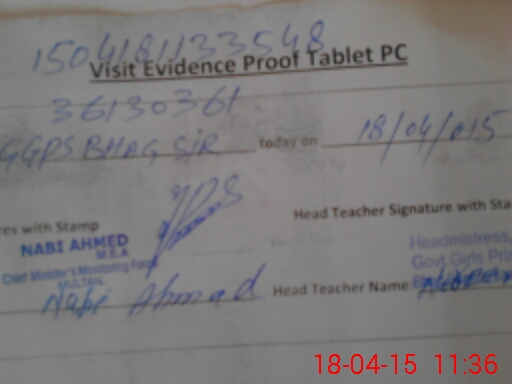 1504181133548
Visit Evidence Proof Tablet PC
36130361
GGPS BHAG SIR today on 18/04/015
res with Stamp
Head Teacher Signature with Sta
NABI AHMED
M.E.A
Chief Minister's Monitoring Force
MULTAN.
Headmistress,
Govt Girls Pri
Nabi Ahmad
Head Teacher Name:
18-04-15 11:36